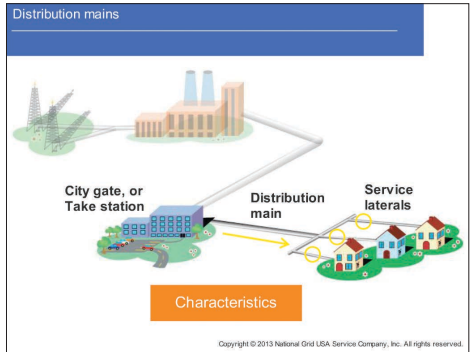 Distribution mains
City gate, or
Take station
Distribution
main
Service
laterals
Characteristics
Copyright © 2013 National Grid USA Service Company, Inc. All rights reserved.